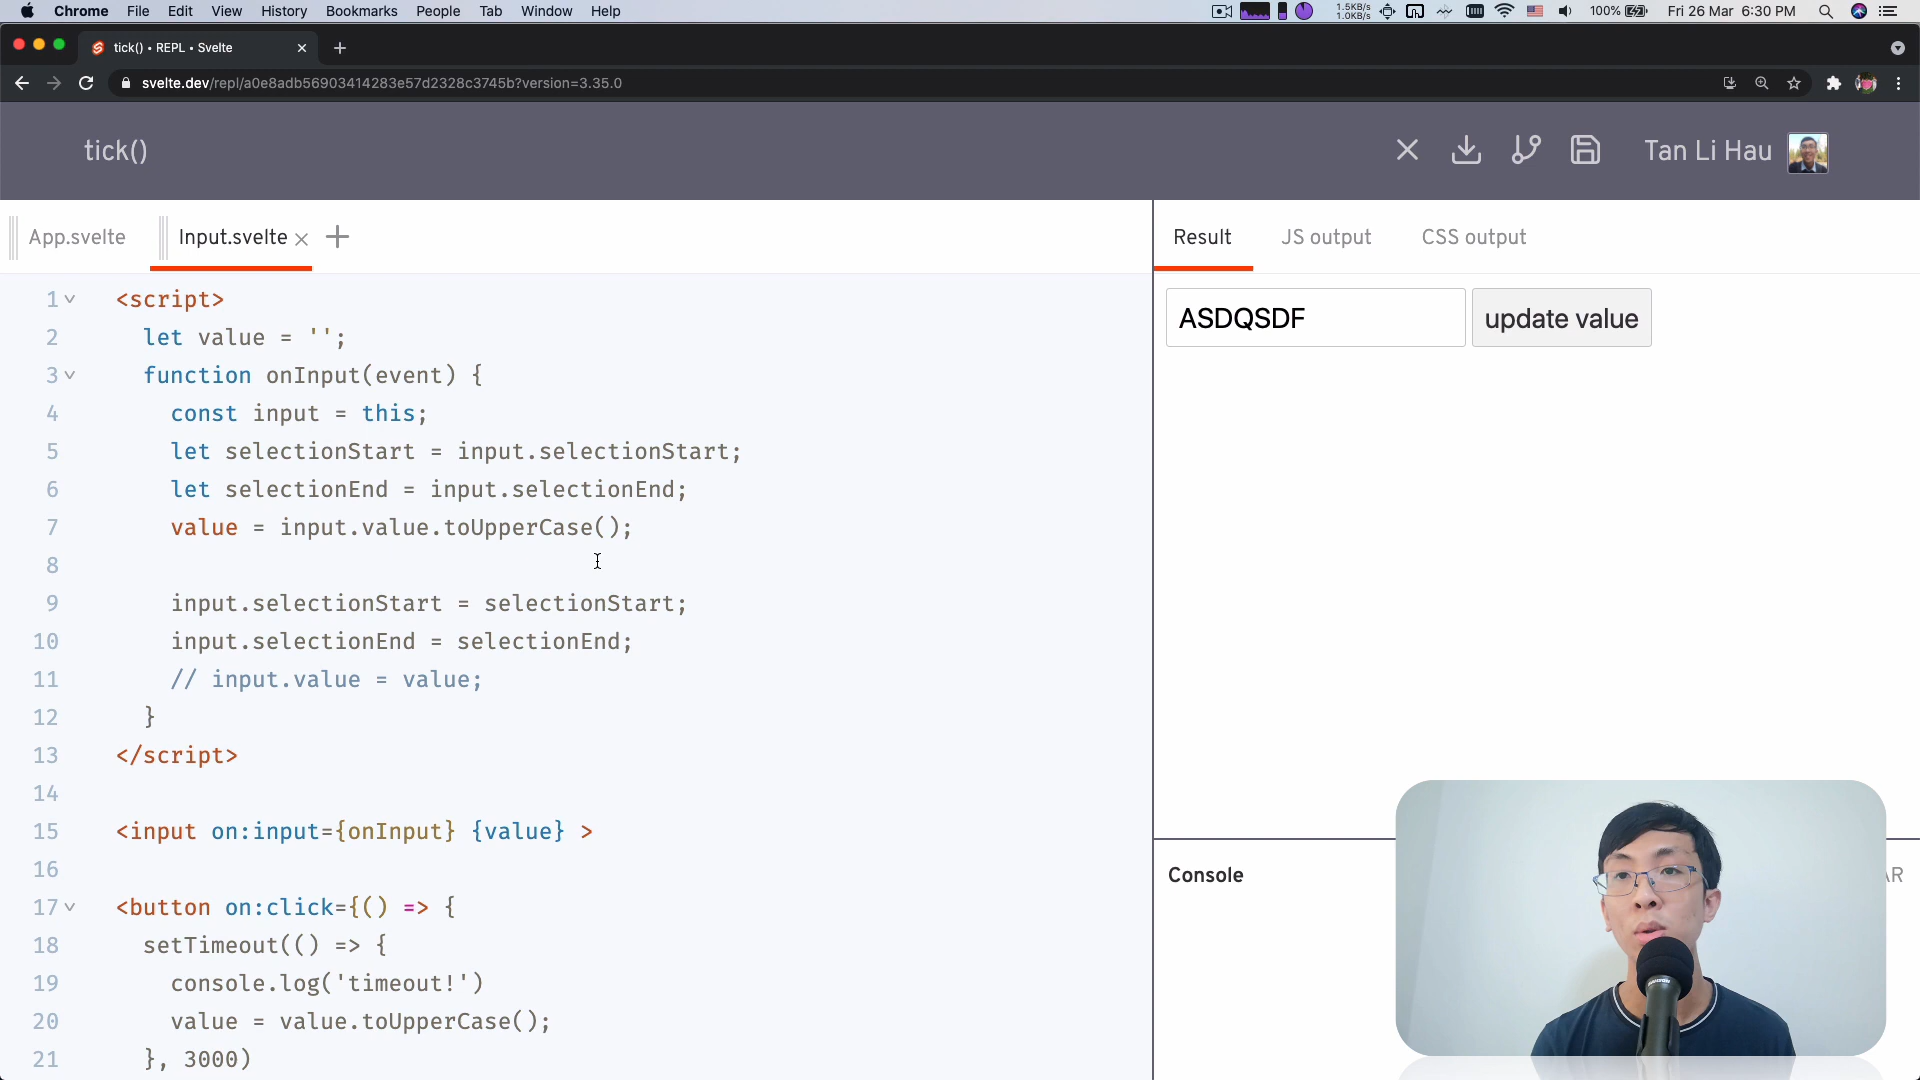 Chrome File Edit View History Bookmarks People Tab Window Help 1.5KB/s 1.0KB/s 100% Fri 26 Mar 6:30 PM
tick() • REPL • Svelte
svelte.dev/repl/a0e8adb56903414283e57d2328c3745b?version=3.35.0
tick() Tan Li Hau
App.svelte Input.svelte Result JS output CSS output
ASDQSDF update value
1 <script>
2 let value = '';
3 function onInput(event) {
4 const input = this;
5 let selectionStart = input.selectionStart;
6 let selectionEnd = input.selectionEnd;
7 value = input.value.toUpperCase();
8
9 input.selectionStart = selectionStart;
10 input.selectionEnd = selectionEnd;
11 // input.value = value;
12 }
13 </script>
14
15 <input on:input={onInput} {value} >
16
17 <button on:click={() => {
18 setTimeout(() => {
19 console.log('timeout!')
20 value = value.toUpperCase();
21 }, 3000)
Console